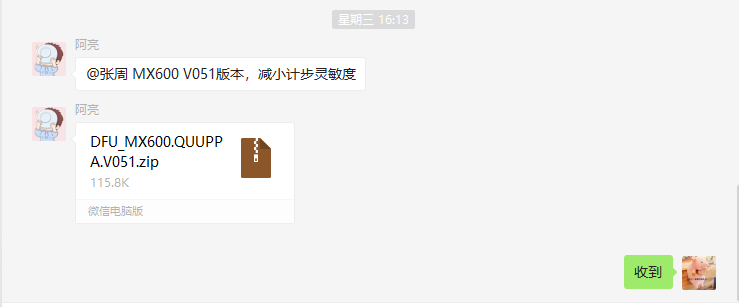 星期三 16:13
阿亮
@张周 MX600 V051版本，减小计步灵敏度
阿亮
DFU_MX600.QUUPP
A.V051.zip
115.8K
微信电脑版
收到